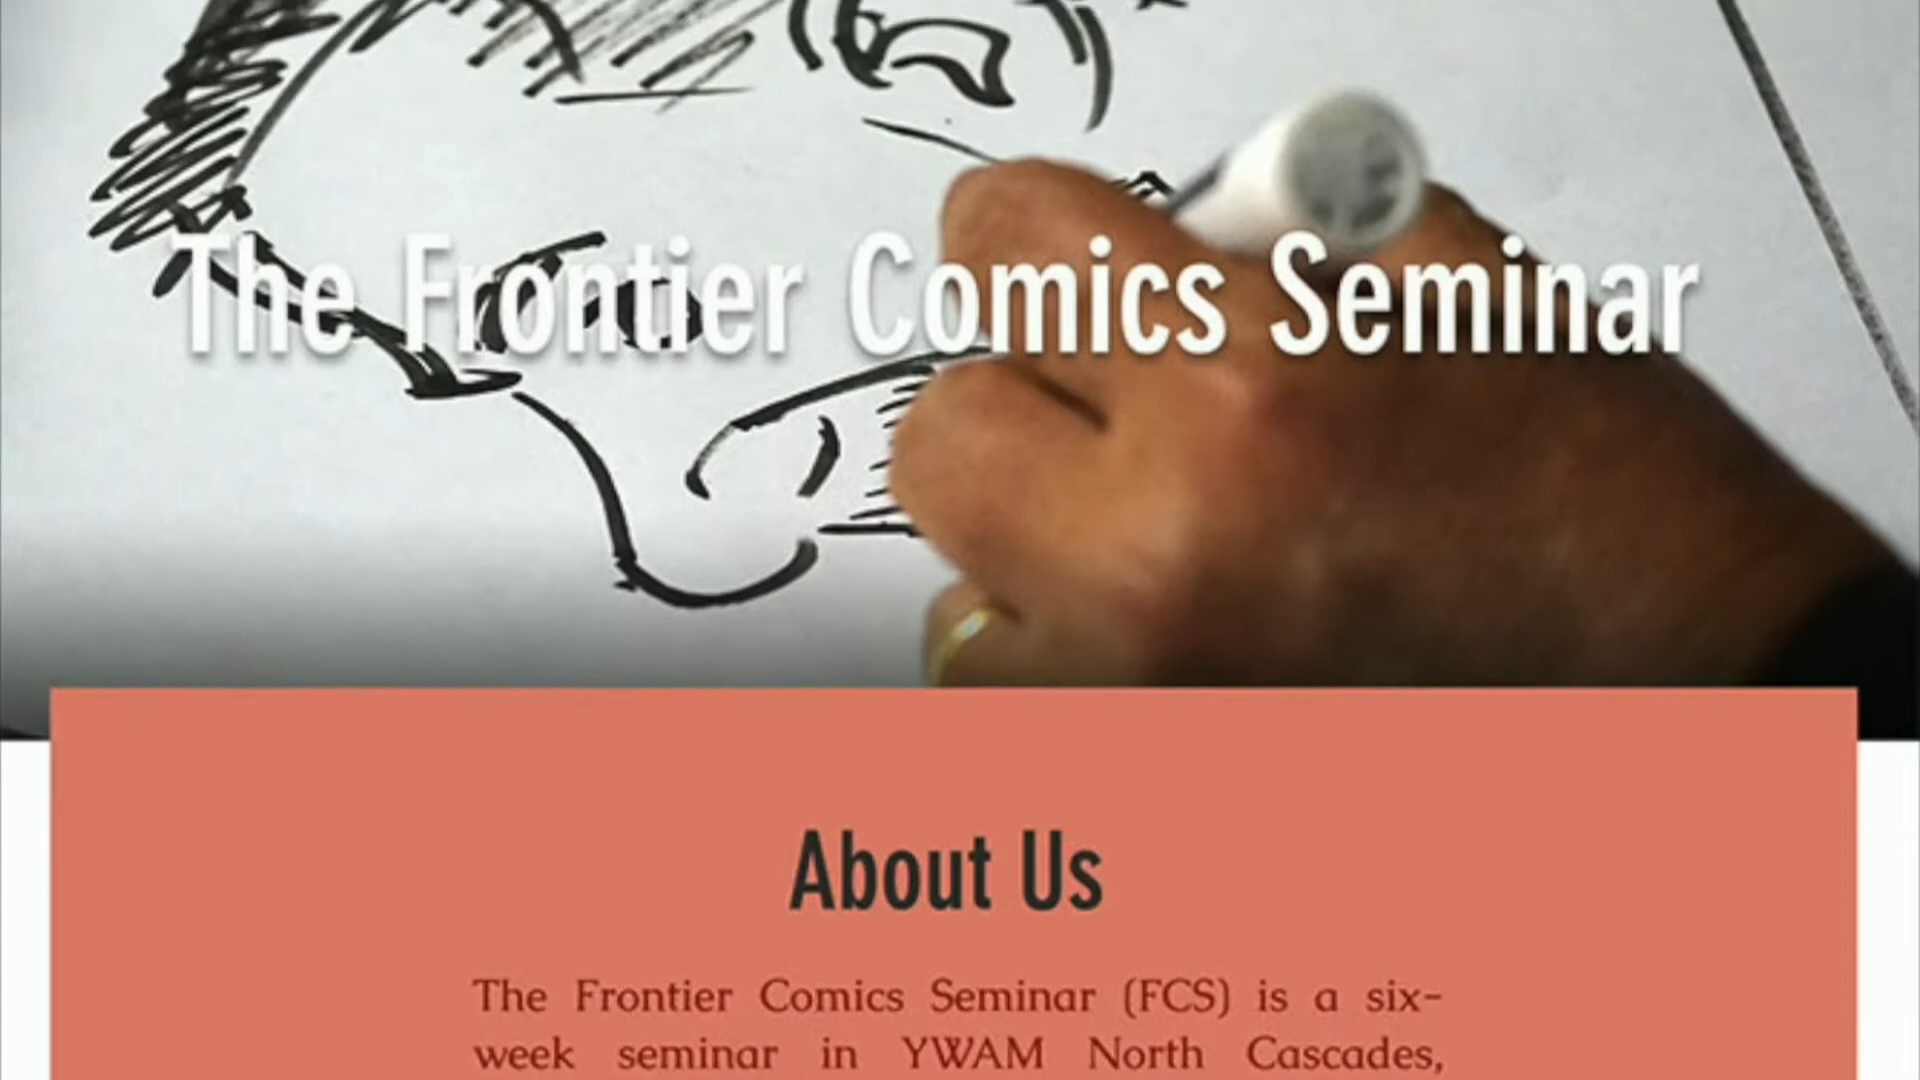 The Frontier Comics Seminar
About Us
The Frontier Comics Seminar (FCS) is a six-
week seminar in YWAM North Cascades,